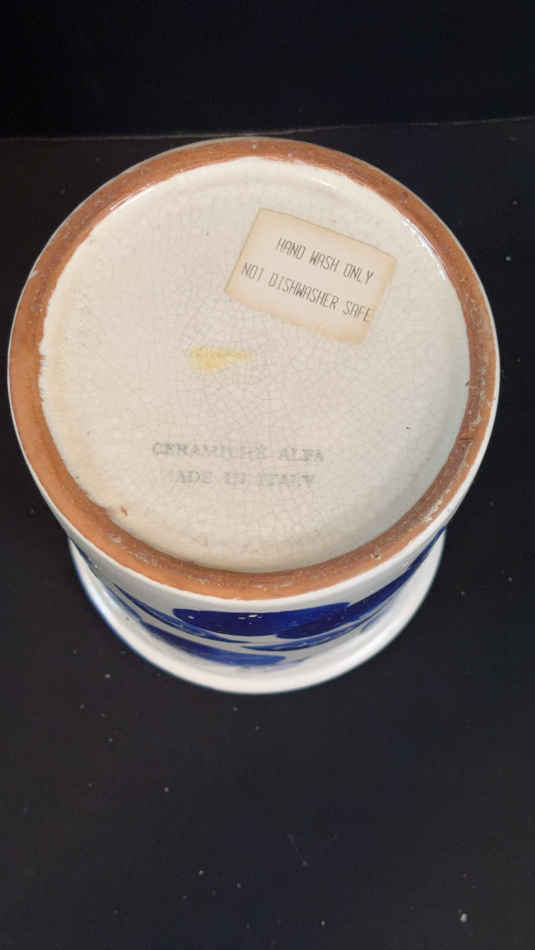 HAND WASH ONLY
NOT DISHWASHER SAFE
CERAMICHE ALFA
MADE IN ITALY